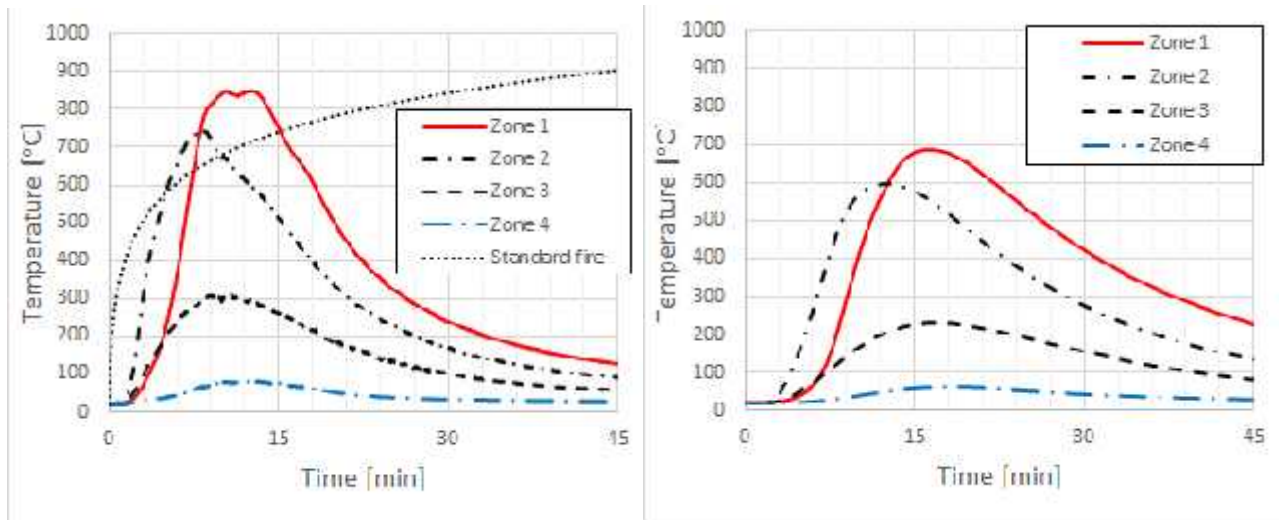 1000
900
800
700
600
500
400
300
200
100
0
0 15 30 45
Temperature [°C]
Time [min]
Zone 1
Zone 2
Zone 3
Zone 4
Standard fire
1000
900
800
700
600
500
400
300
200
100
0
0 15 30 45
Temperature [°C]
Time [min]
Zone 1
Zone 2
Zone 3
Zone 4